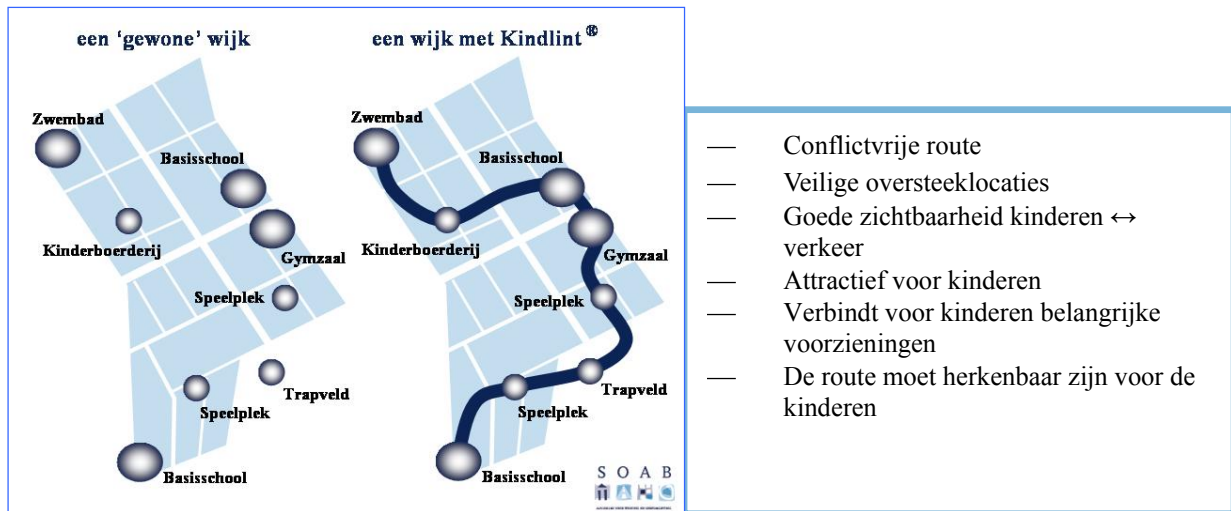 een ‘gewone’ wijk
Zwembad
Basisschool
Kinderboerderij
Gymzaal
Speelplek
Trapveld
Speelplek
Basisschool
een wijk met Kindlint®
Zwembad
Basisschool
Kinderboerderij
Gymzaal
Speelplek
Trapveld
Speelplek
Basisschool
S O A B
— Conflictvrije route
— Veilige oversteeklocaties
— Goede zichtbaarheid kinderen ↔
verkeer
— Attractief voor kinderen
— Verbindt voor kinderen belangrijke
voorzieningen
— De route moet herkenbaar zijn voor de
kinderen